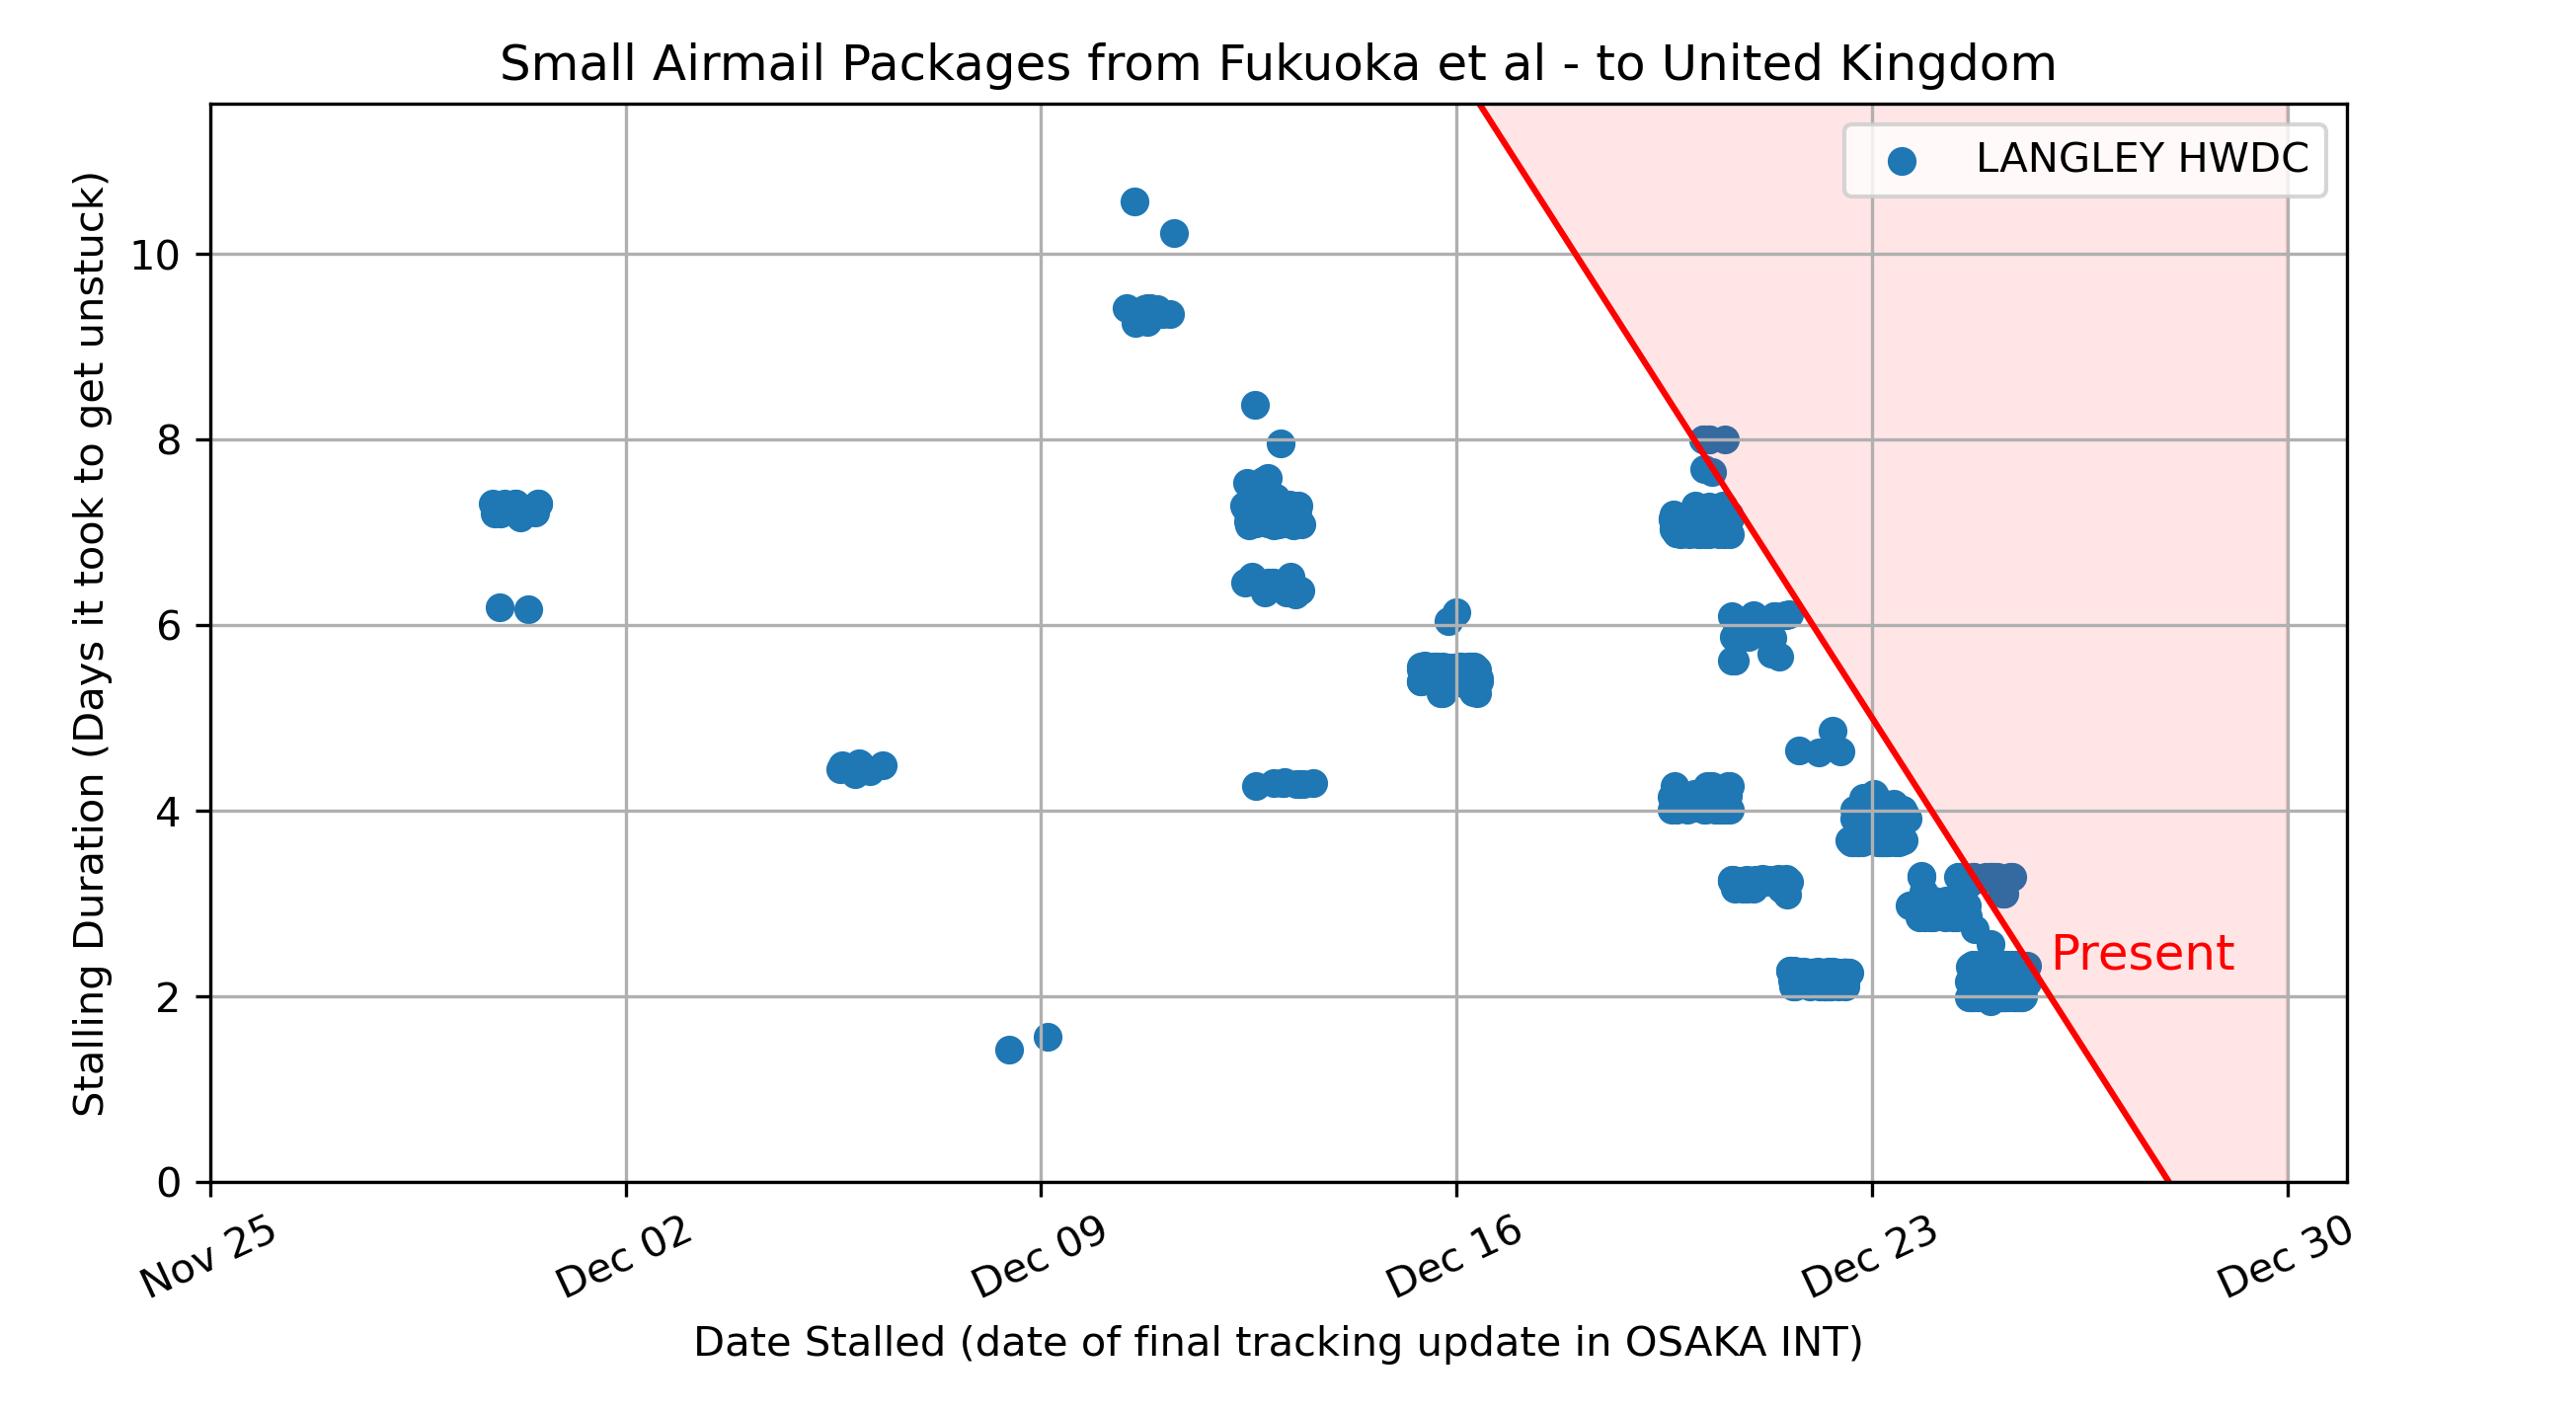 Small Airmail Packages from Fukuoka et al - to United Kingdom
LANGLEY HWDC
Stalling Duration (Days it took to get unstuck)
10
8
6
4
2
0
Present
Nov 25
Dec 02
Dec 09
Dec 16
Dec 23
Dec 30
Date Stalled (date of final tracking update in OSAKA INT)